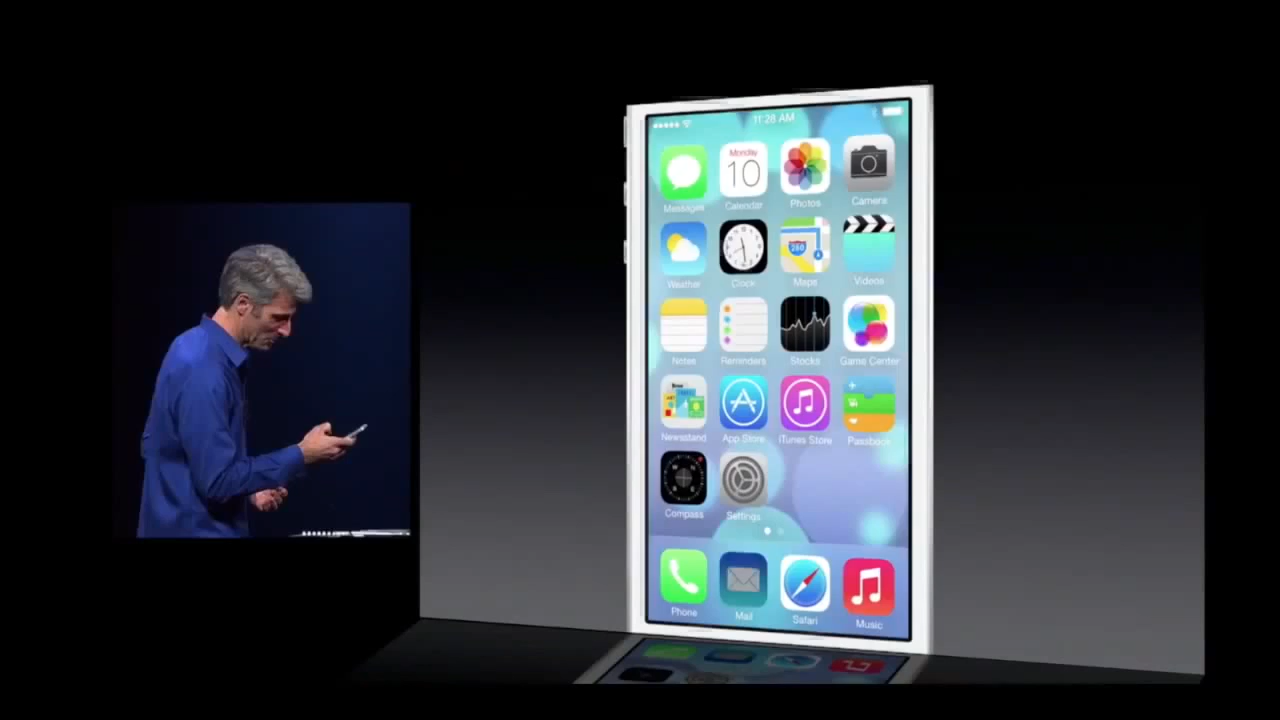 11:28 AM
Monday
10
Messages
Calendar
Photos
Camera
280
Weather
Clock
Maps
Videos
Notes
Reminders
Stocks
Game Center
Newsstand
App Store
iTunes Store
Passbook
Compass
Settings
Phone
Mail
Safari
Music